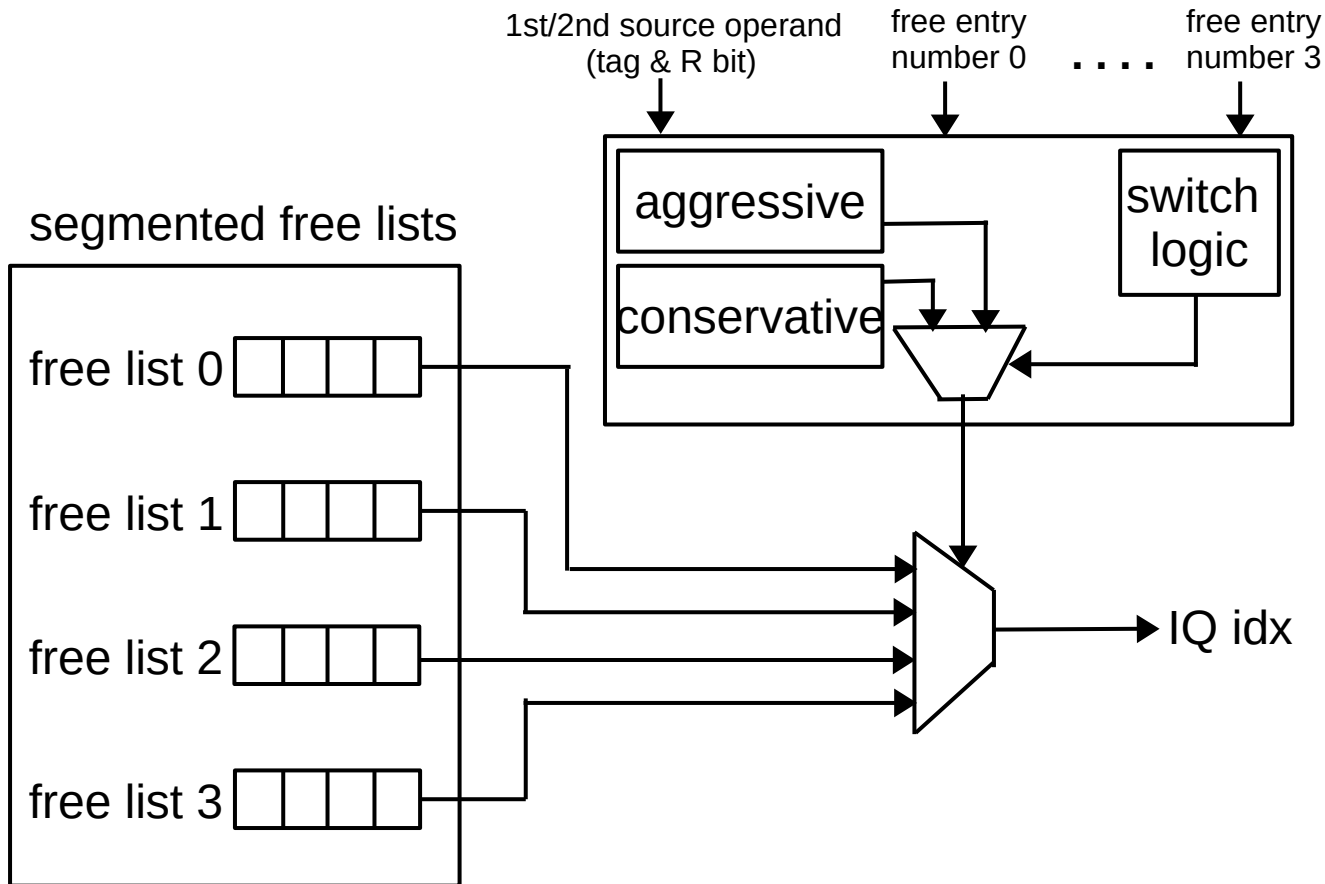 1st/2nd source operand
(tag & R bit)
free entry
number 0
. . . .
free entry
number 3
aggressive
conservative
switch
logic
segmented free lists
free list 0
free list 1
free list 2
free list 3
IQ idx